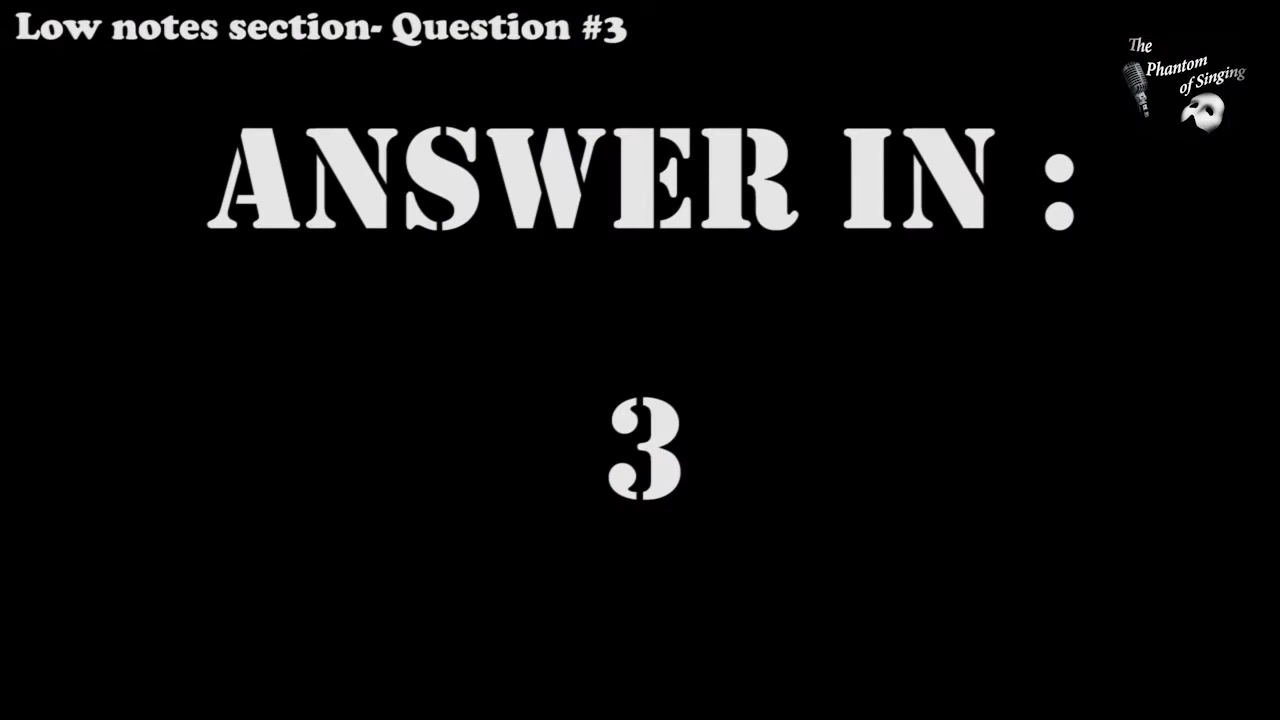 Low notes section- Question #3
The
Phantom
of Singing
ANSWER IN :
3